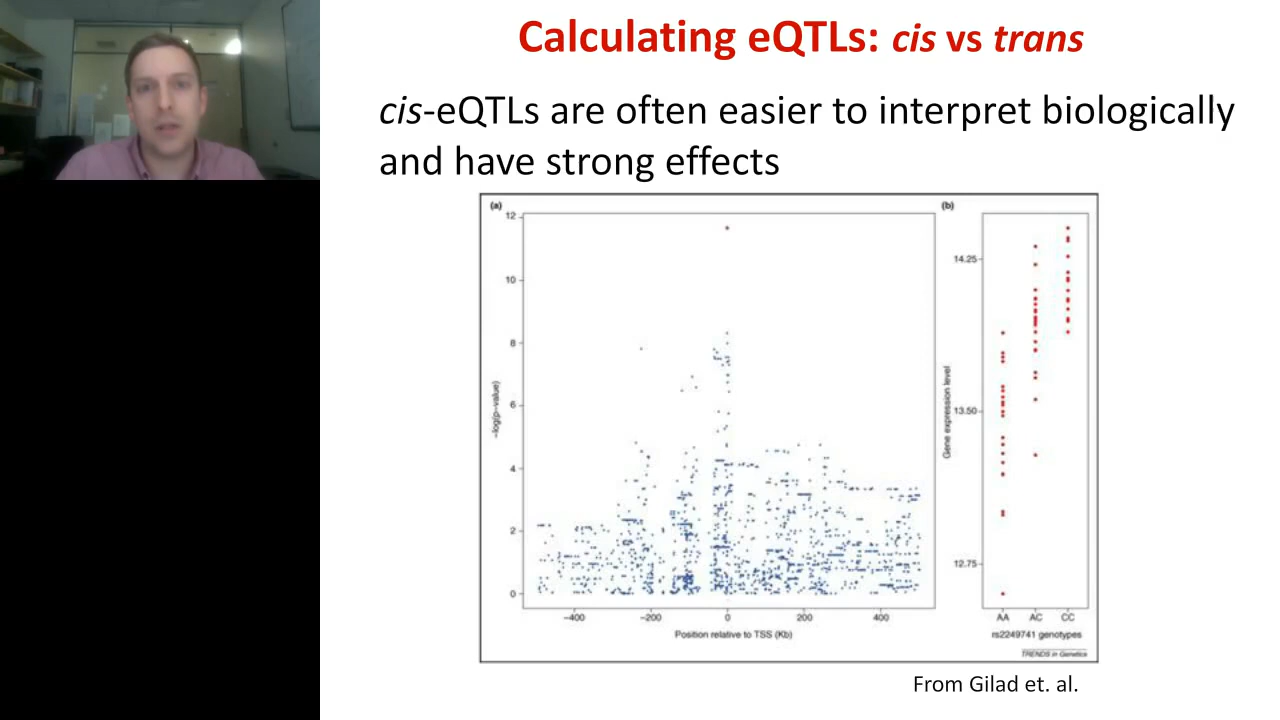 Calculating eQTLs: cis vs trans
cis-eQTLs are often easier to interpret biologically
and have strong effects
(a)
(b)
12
10
8
6
4
2
0
−log(p−value)
−400
−200
0
200
400
Position relative to TSS (Kb)
14.25
13.50
12.75
Gene expression level
AA AC CC
rs2249741 genotypes
TRENDS in Genetics
From Gilad et. al.